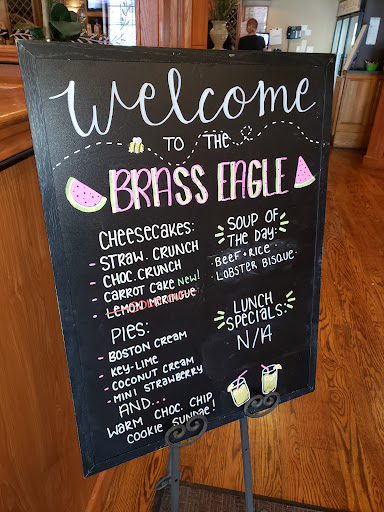 Welcome
TO THE
BRASS EAGLE
CHEESECAKES:
- STRAW. CRUNCH
- CHOC. CRUNCH
- CARROT CAKE NEW!
- LEMON MERINGUE
PIES:
- BOSTON CREAM
- KEY-LIME
- COCONUT CREAM
- MINI STRAWBERRY
AND...
WARM CHOC. CHIP
COOKIE SUNDAE!
SOUP OF
THE DAY:
· BEEF · RICE
· LOBSTER BISQUE
LUNCH
SPECIALS:
N/A